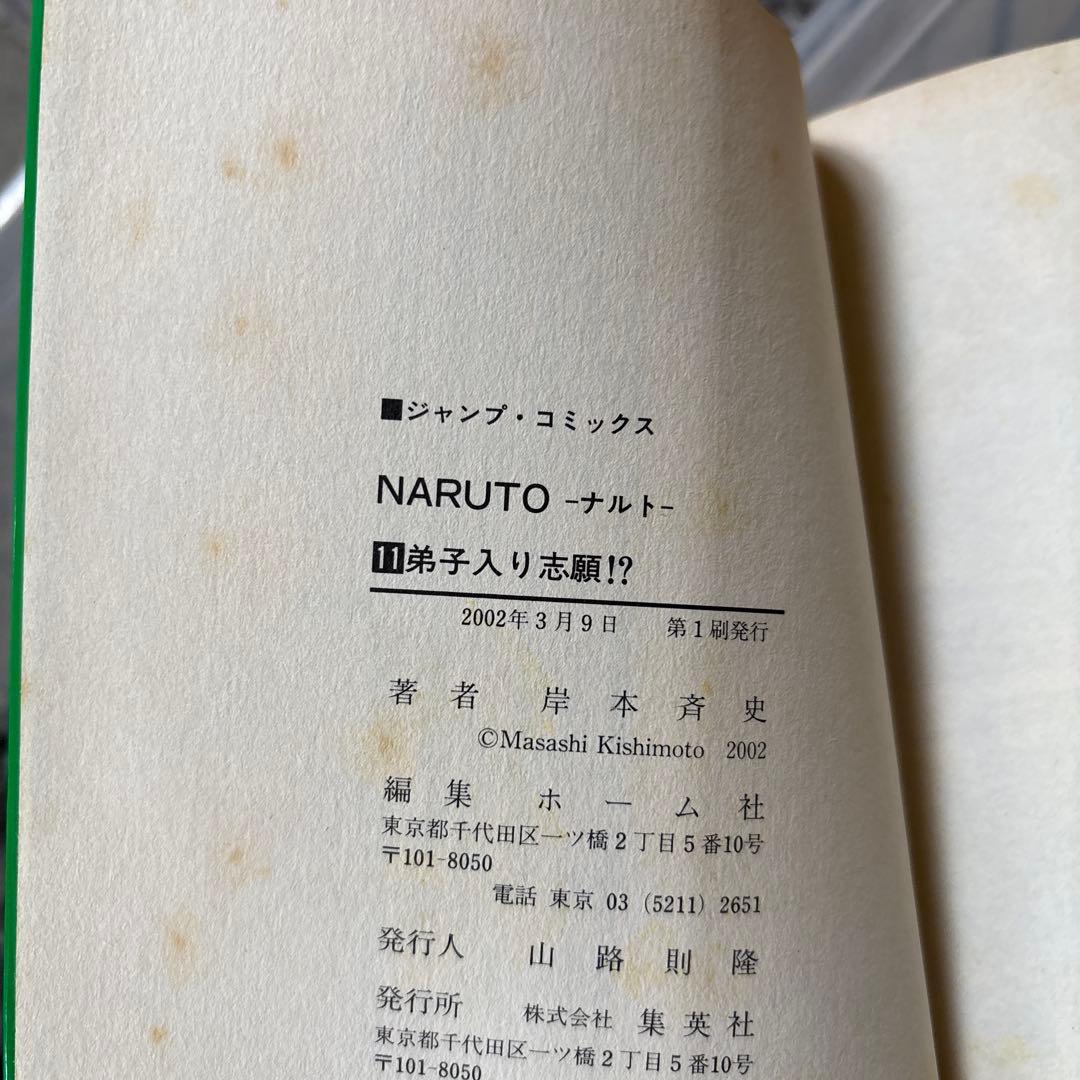 ■ジャンプ・コミックス
NARUTO -ナルト-
11弟子入り志願!?
2002年3月9日 第1刷発行
著者 岸本斉史
©Masashi Kishimoto 2002
編集 ホーム社
東京都千代田区一ツ橋2丁目5番10号
〒101-8050
電話 東京 03 (5211) 2651
発行人 山路則隆
発行所 株式会社 集英社
東京都千代田区一ツ橋2丁目5番10号
〒101-8050